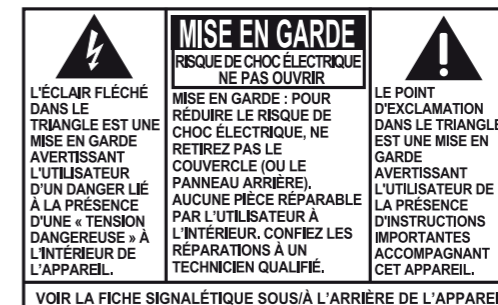 L'ÉCLAIR FLÉCHÉ
DANS LE
TRIANGLE EST UNE
MISE EN GARDE
AVERTISSANT
L'UTILISATEUR
D'UN DANGER LIÉ
À LA PRÉSENCE
D'UNE « TENSION
DANGEREUSE » À
L'INTÉRIEUR DE
L'APPAREIL.
MISE EN GARDE
RISQUE DE CHOC ÉLECTRIQUE
NE PAS OUVRIR
MISE EN GARDE : POUR
RÉDUIRE LE RISQUE DE
CHOC ÉLECTRIQUE, NE
RETIREZ PAS LE
COUVERCLE (OU LE
PANNEAU ARRIÈRE).
AUCUNE PIÈCE RÉPARABLE
PAR L'UTILISATEUR À
L'INTÉRIEUR. CONFIEZ LES
RÉPARATIONS À UN
TECHNICIEN QUALIFIÉ.
LE POINT
D'EXCLAMATION
DANS LE TRIANGLE
EST UNE MISE EN
GARDE
AVERTISSANT
L'UTILISATEUR DE
LA PRÉSENCE
D'INSTRUCTIONS
IMPORTANTES
ACCOMPAGNANT
CET APPAREIL.
VOIR LA FICHE SIGNALÉTIQUE SOUS/À L'ARRIÈRE DE L'APPAREI